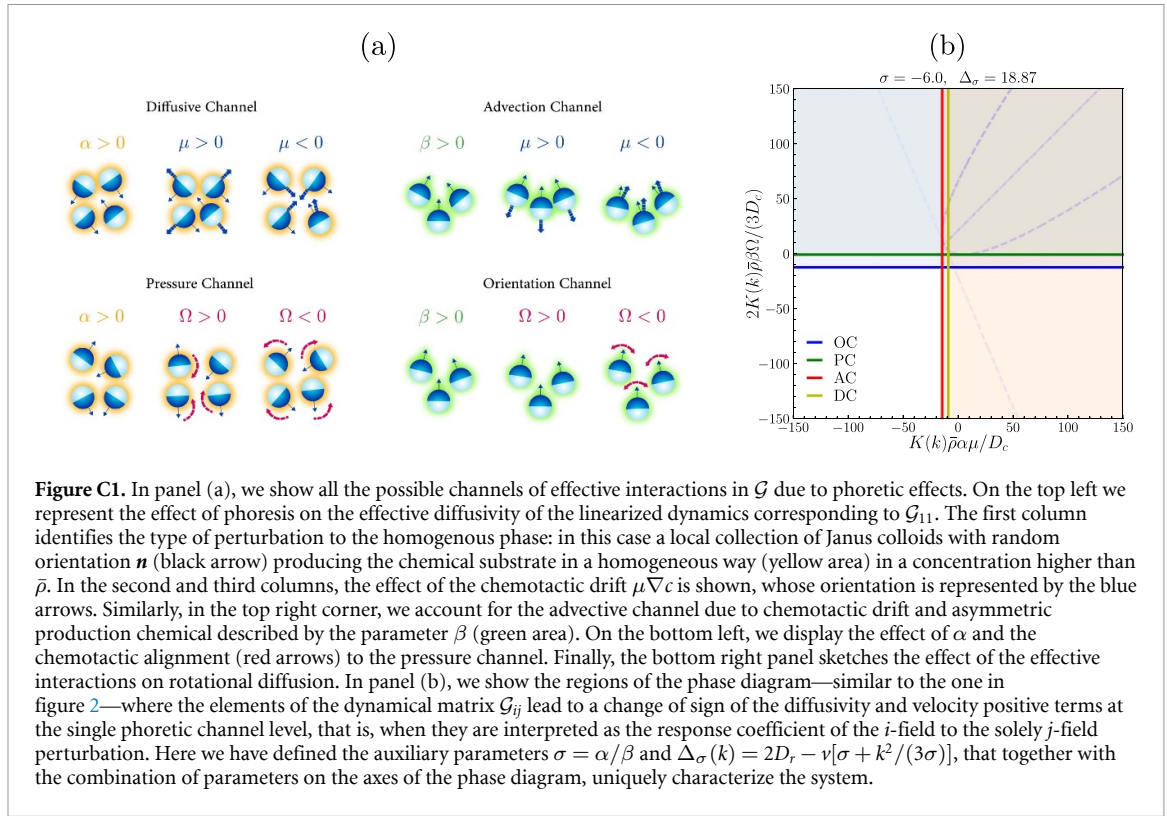 (a)
Diffusive Channel
α > 0 μ > 0 μ < 0
Advection Channel
β > 0 μ > 0 μ < 0
Pressure Channel
α > 0 Ω > 0 Ω < 0
Orientation Channel
β > 0 Ω > 0 Ω < 0
(b)
σ = −6.0, Δσ = 18.87
2K(k)ρ̄βΩ/(3Dc)
150
100
50
0
−50
−100
−150
OC
PC
AC
DC
−150 −100 −50 0 50 100 150
K(k)ρ̄αμ/Dc
Figure C1. In panel (a), we show all the possible channels of effective interactions in 𝒢 due to phoretic effects. On the top left we
represent the effect of phoresis on the effective diffusivity of the linearized dynamics corresponding to 𝒢₁₁. The first column
identifies the type of perturbation to the homogenous phase: in this case a local collection of Janus colloids with random
orientation n (black arrow) producing the chemical substrate in a homogeneous way (yellow area) in a concentration higher than
ρ̄. In the second and third columns, the effect of the chemotactic drift μ∇c is shown, whose orientation is represented by the blue
arrows. Similarly, in the top right corner, we account for the advective channel due to chemotactic drift and asymmetric
production chemical described by the parameter β (green area). On the bottom left, we display the effect of α and the
chemotactic alignment (red arrows) to the pressure channel. Finally, the bottom right panel sketches the effect of the effective
interactions on rotational diffusion. In panel (b), we show the regions of the phase diagram—similar to the one in
figure 2—where the elements of the dynamical matrix 𝒢ij lead to a change of sign of the diffusivity and velocity positive terms at
the single phoretic channel level, that is, when they are interpreted as the response coefficient of the i-field to the solely j-field
perturbation. Here we have defined the auxiliary parameters σ = α/β and Δσ(k) = 2Dr − v[σ + k²/(3σ)], that together with
the combination of parameters on the axes of the phase diagram, uniquely characterize the system.